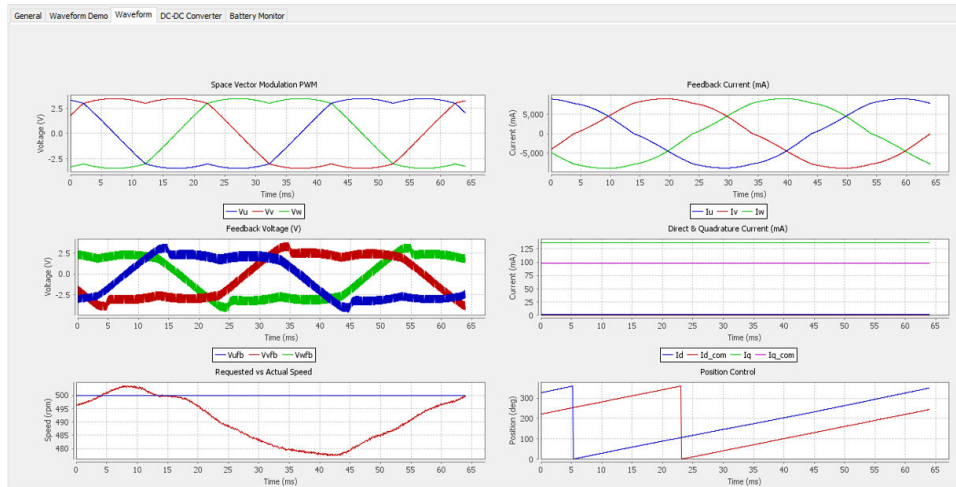 General Waveform Demo Waveform DC-DC Converter Battery Monitor
Space Vector Modulation PWM
Voltage (V)
2.5
0.0
-2.5
0 5 10 15 20 25 30 35 40 45 50 55 60 65
Time (ms)
Vu Vv Vw
Feedback Current (mA)
Current (mA)
5,000
0
-5,000
0 5 10 15 20 25 30 35 40 45 50 55 60 65
Time (ms)
Iu Iv Iw
Feedback Voltage (V)
Voltage (V)
2.5
0.0
-2.5
0 5 10 15 20 25 30 35 40 45 50 55 60 65
Time (ms)
Vufb Vvfb Vwfb
Direct & Quadrature Current (mA)
Current (mA)
125
100
75
50
25
0
0 5 10 15 20 25 30 35 40 45 50 55 60 65
Time (ms)
Id Id_com Iq Iq_com
Requested vs Actual Speed
Speed (rpm)
500
495
490
485
480
0 5 10 15 20 25 30 35 40 45 50 55 60 65
Time (ms)
Position Control
Position (deg)
300
200
100
0
0 5 10 15 20 25 30 35 40 45 50 55 60 65
Time (ms)